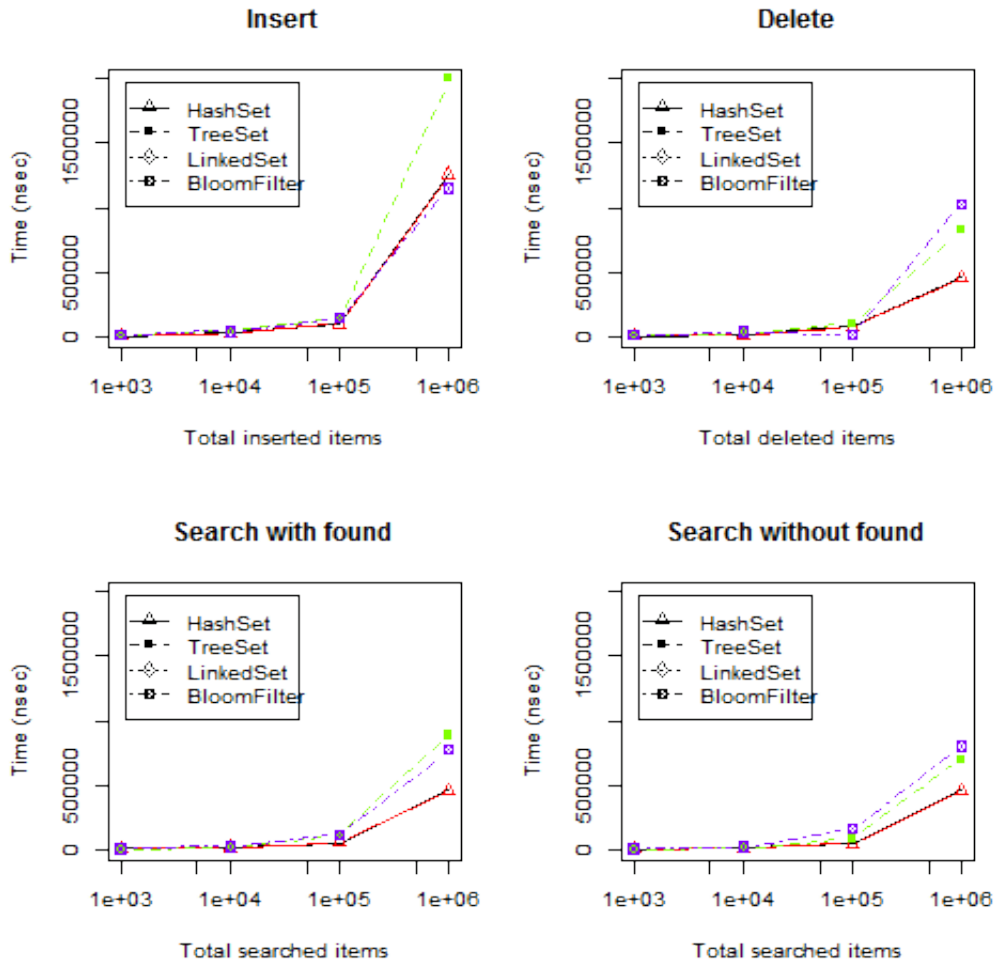 Insert
Time (nsec)
1500000
500000
0
HashSet
TreeSet
LinkedSet
BloomFilter
1e+03 1e+04 1e+05 1e+06
Total inserted items
Delete
Time (nsec)
1500000
500000
0
HashSet
TreeSet
LinkedSet
BloomFilter
1e+03 1e+04 1e+05 1e+06
Total deleted items
Search with found
Time (nsec)
1500000
500000
0
HashSet
TreeSet
LinkedSet
BloomFilter
1e+03 1e+04 1e+05 1e+06
Total searched items
Search without found
Time (nsec)
1500000
500000
0
HashSet
TreeSet
LinkedSet
BloomFilter
1e+03 1e+04 1e+05 1e+06
Total searched items